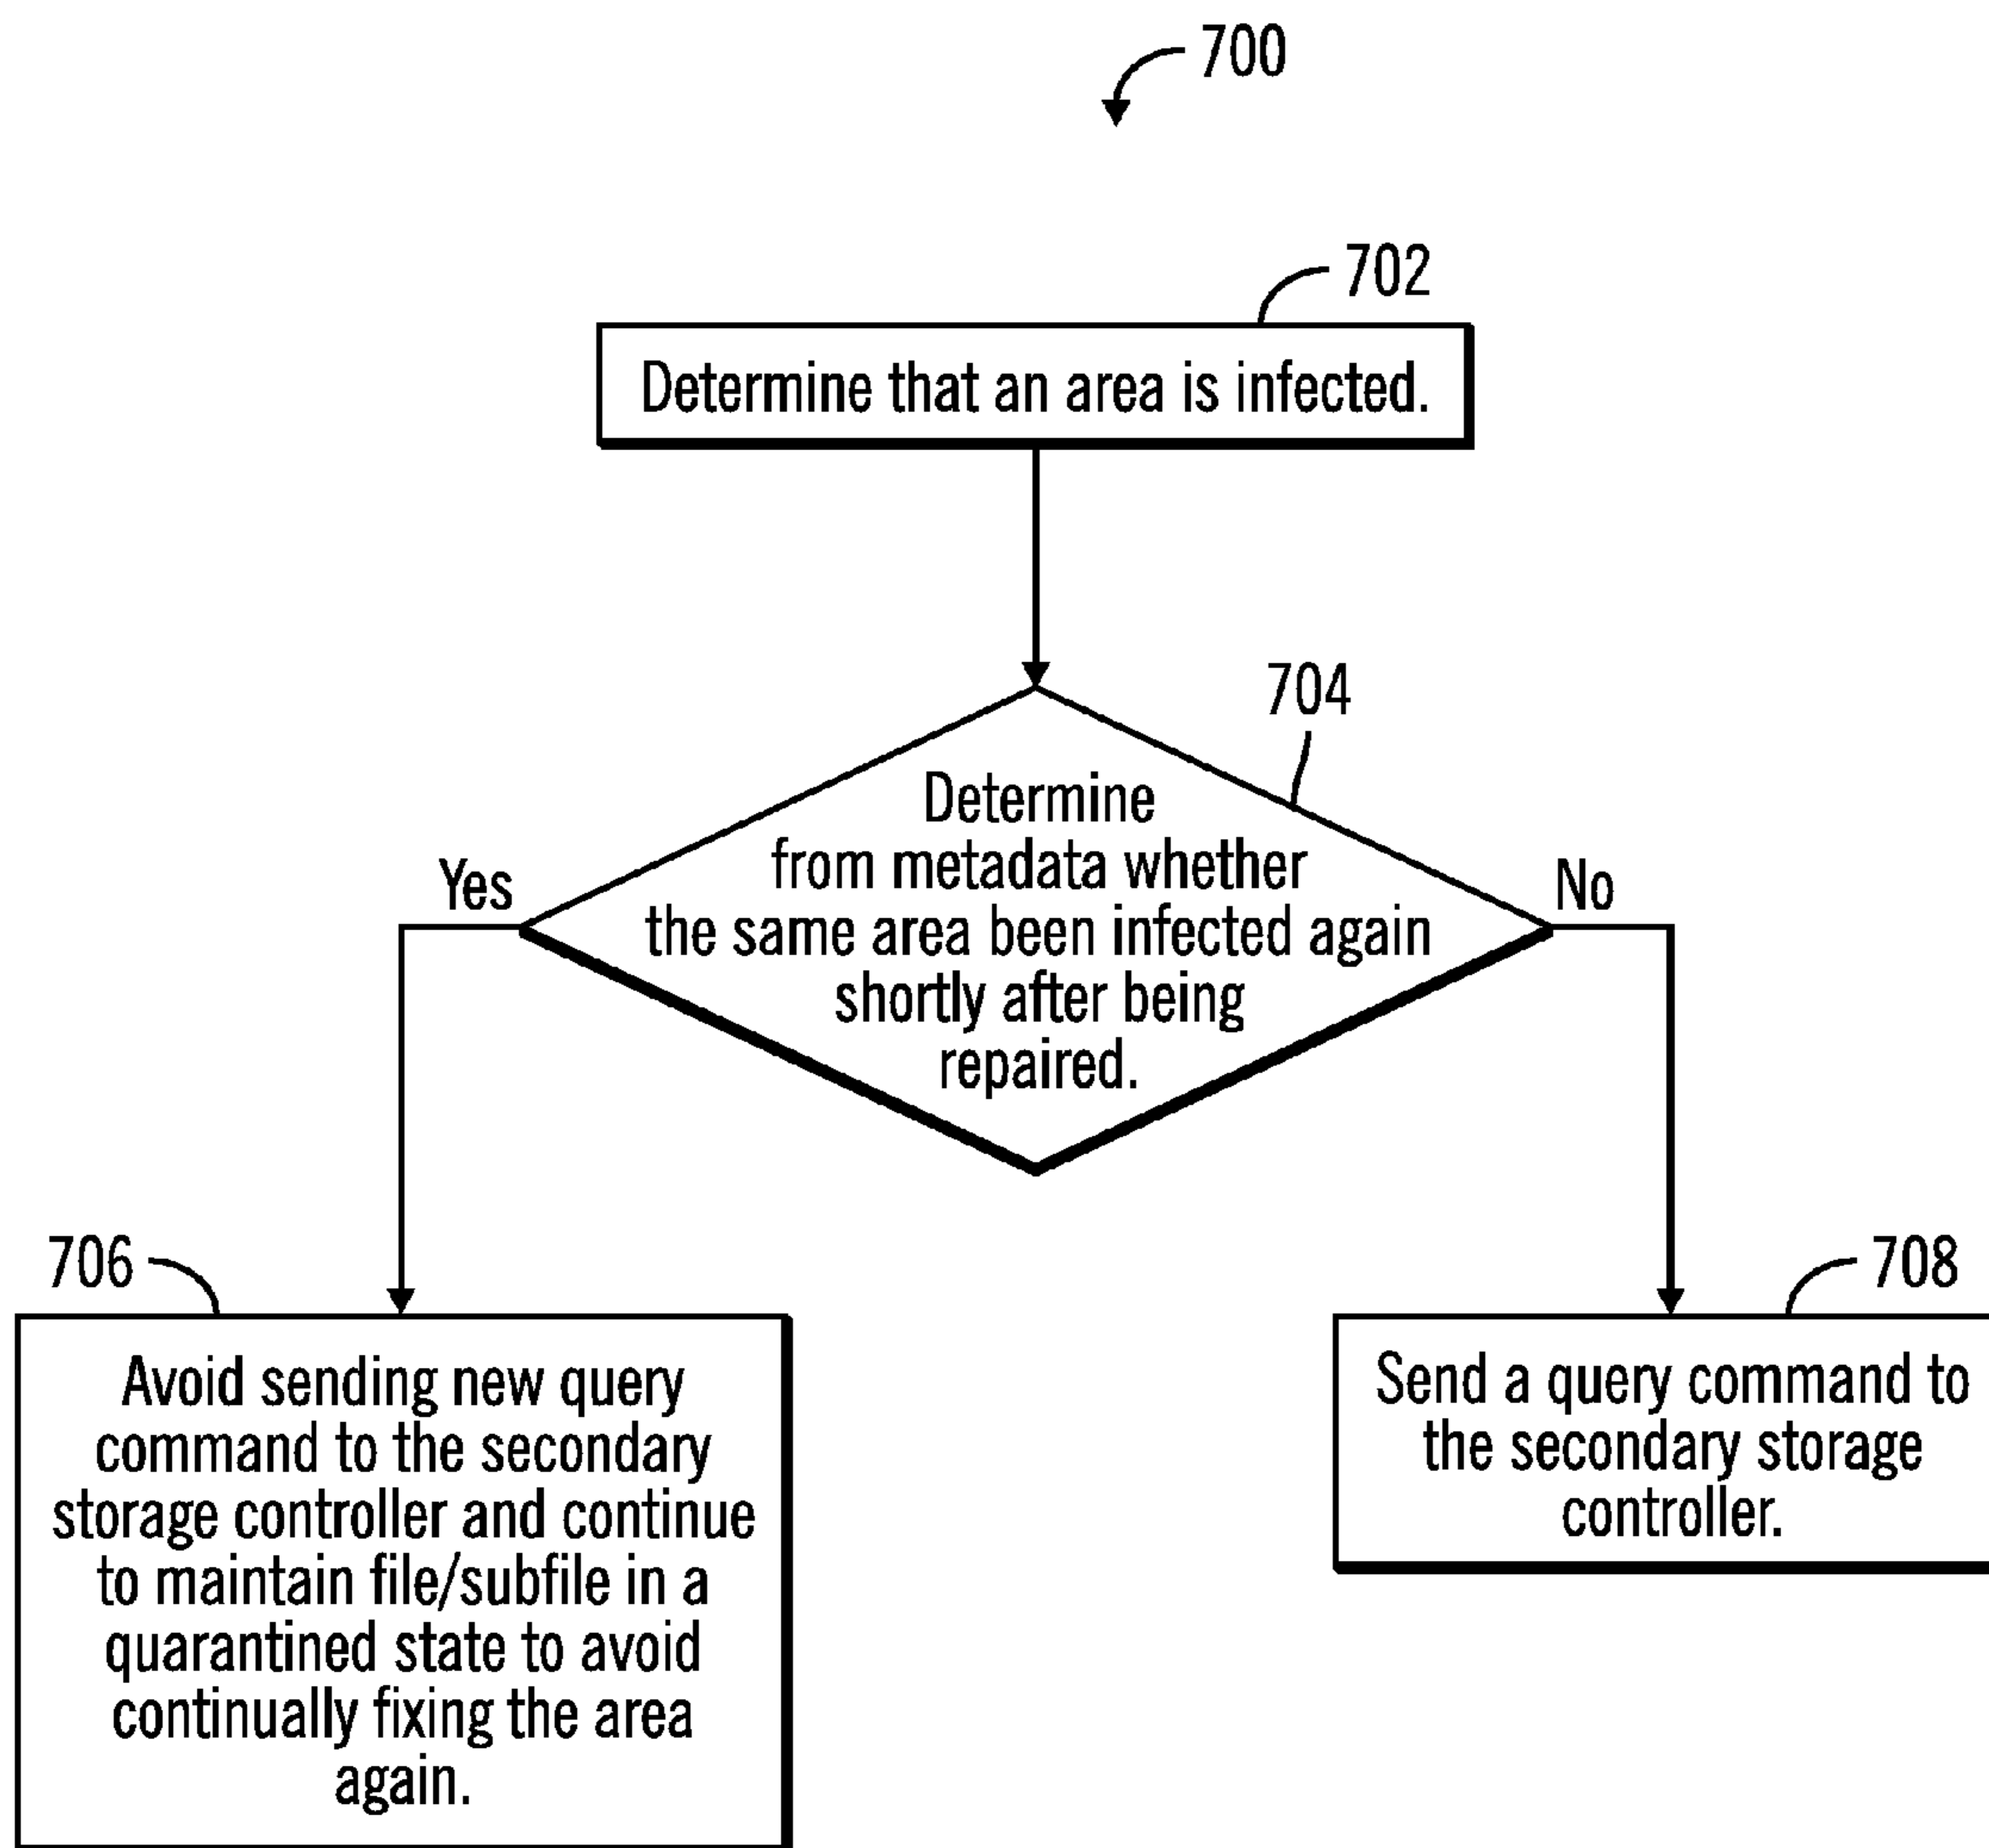 700
702
Determine that an area is infected.
704
Determine
from metadata whether
the same area been infected again
shortly after being
repaired.
Yes
No
706
Avoid sending new query
command to the secondary
storage controller and continue
to maintain file/subfile in a
quarantined state to avoid
continually fixing the area
again.
708
Send a query command to
the secondary storage
controller.